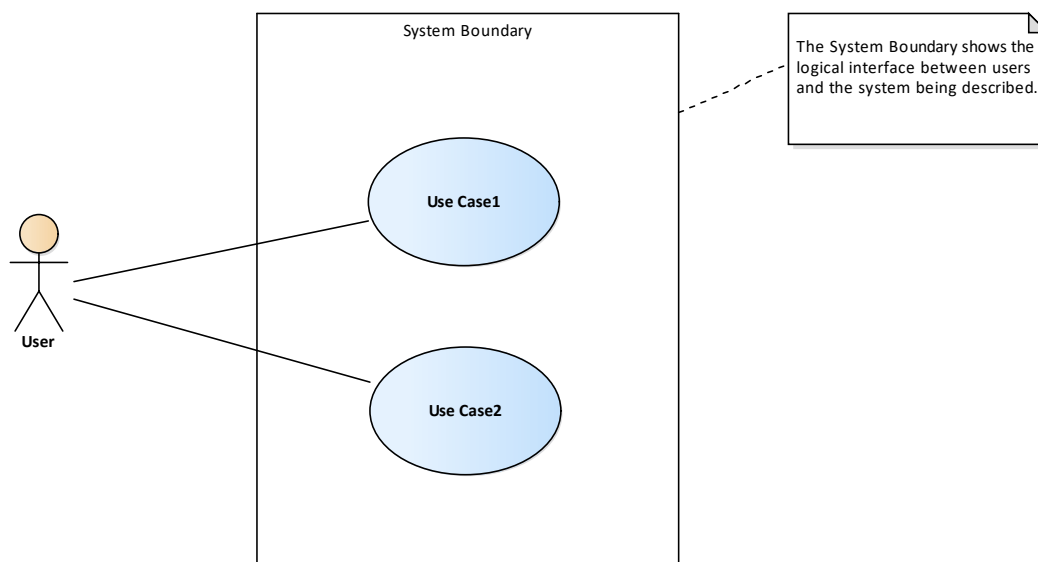 System Boundary
The System Boundary shows the
logical interface between users
and the system being described.
Use Case1
User
Use Case2